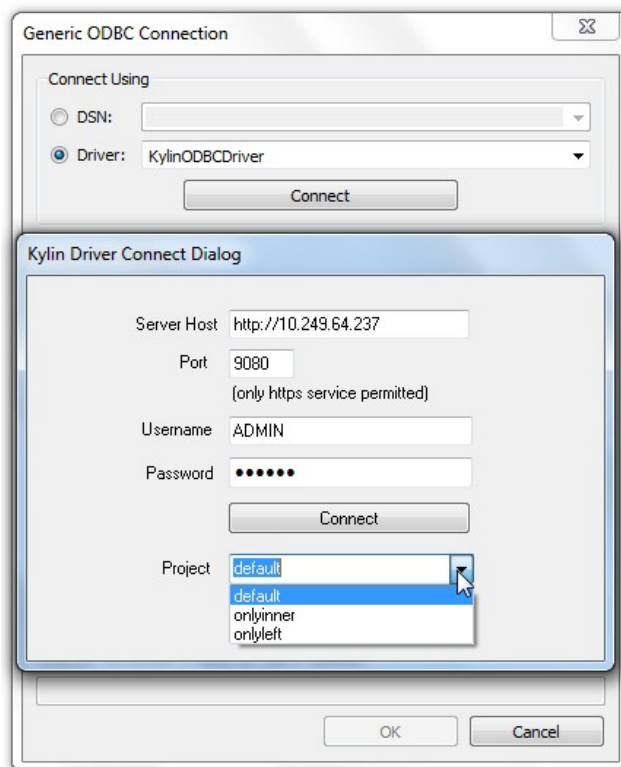 Generic ODBC Connection
Connect Using
DSN:
Driver: KylinODBCDriver
Connect
Kylin Driver Connect Dialog
Server Host http://10.249.64.237
Port 9080
(only https service permitted)
Username ADMIN
Password ●●●●●●
Connect
Project default
default
onlyinner
onlyleft
OK Cancel